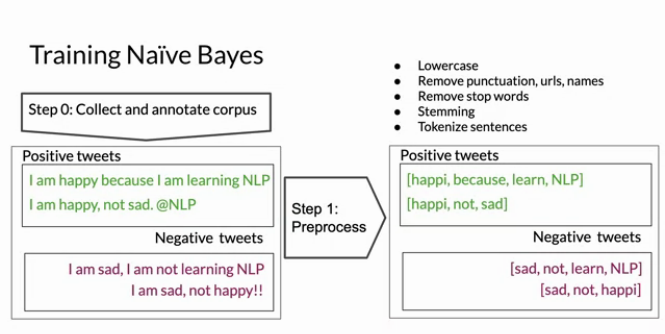 Training Naïve Bayes
Step 0: Collect and annotate corpus
Positive tweets
I am happy because I am learning NLP
I am happy, not sad. @NLP
Negative tweets
I am sad, I am not learning NLP
I am sad, not happy!!
Step 1:
Preprocess
● Lowercase
● Remove punctuation, urls, names
● Remove stop words
● Stemming
● Tokenize sentences
Positive tweets
[happi, because, learn, NLP]
[happi, not, sad]
Negative tweets
[sad, not, learn, NLP]
[sad, not, happi]